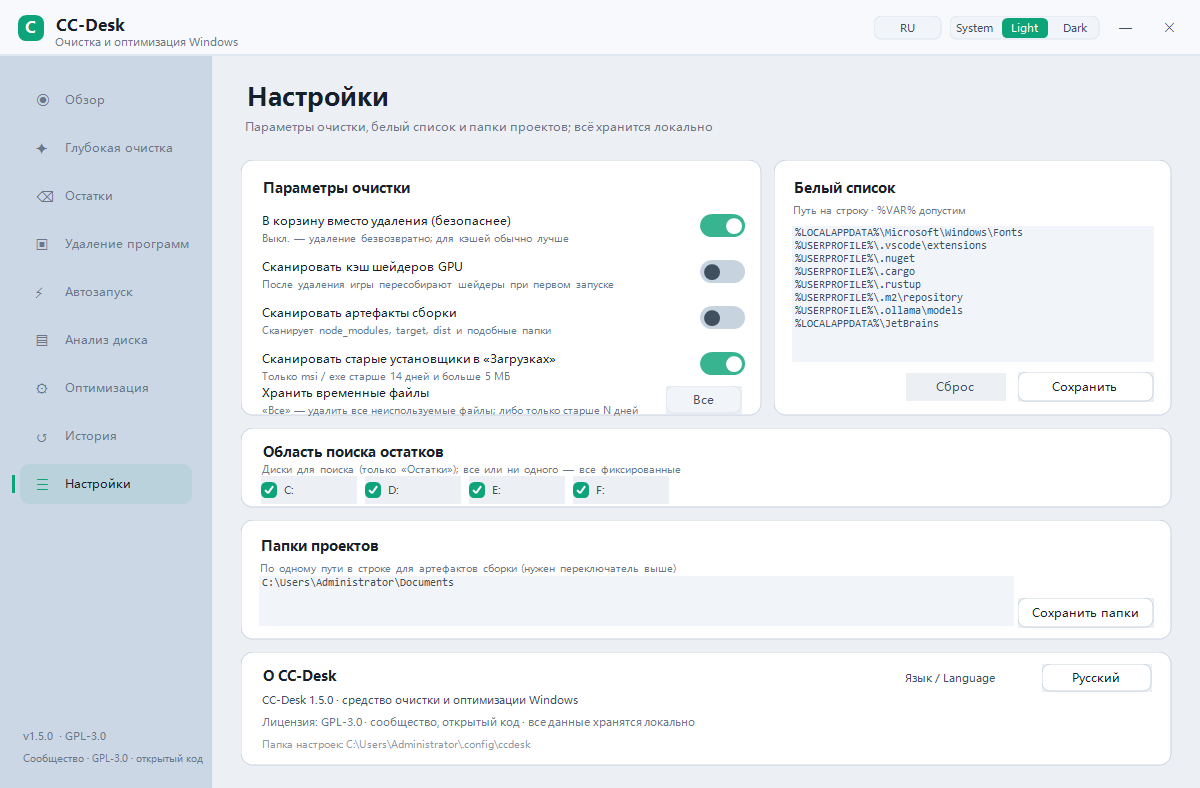 C
CC-Desk
Очистка и оптимизация Windows
RU
System
Light
Dark
Обзор
Глубокая очистка
Остатки
Удаление программ
Автозапуск
Анализ диска
Оптимизация
История
Настройки
v1.5.0 · GPL-3.0
Сообщество · GPL-3.0 · открытый код
Настройки
Параметры очистки, белый список и папки проектов; всё хранится локально
Параметры очистки
В корзину вместо удаления (безопаснее)
Выкл. — удаление безвозвратно; для кэшей обычно лучше
Сканировать кэш шейдеров GPU
После удаления игры пересобирают шейдеры при первом запуске
Сканировать артефакты сборки
Сканирует node_modules, target, dist и подобные папки
Сканировать старые установщики в «Загрузках»
Только msi / exe старше 14 дней и больше 5 МБ
Хранить временные файлы
«Все» — удалить все неиспользуемые файлы; либо только старше N дней
Все
Белый список
Путь на строку · %VAR% допустим
%LOCALAPPDATA%\Microsoft\Windows\Fonts
%USERPROFILE%\.vscode\extensions
%USERPROFILE%\.nuget
%USERPROFILE%\.cargo
%USERPROFILE%\.rustup
%USERPROFILE%\.m2\repository
%USERPROFILE%\.ollama\models
%LOCALAPPDATA%\JetBrains
Сброс
Сохранить
Область поиска остатков
Диски для поиска (только «Остатки»); все или ни одного — все фиксированные
C:
D:
E:
F:
Папки проектов
По одному пути в строке для артефактов сборки (нужен переключатель выше)
C:\Users\Administrator\Documents
Сохранить папки
О CC-Desk
CC-Desk 1.5.0 · средство очистки и оптимизации Windows
Лицензия: GPL-3.0 · сообщество, открытый код · все данные хранятся локально
Папка настроек: C:\Users\Administrator\.config\ccdesk
Язык / Language
Русский